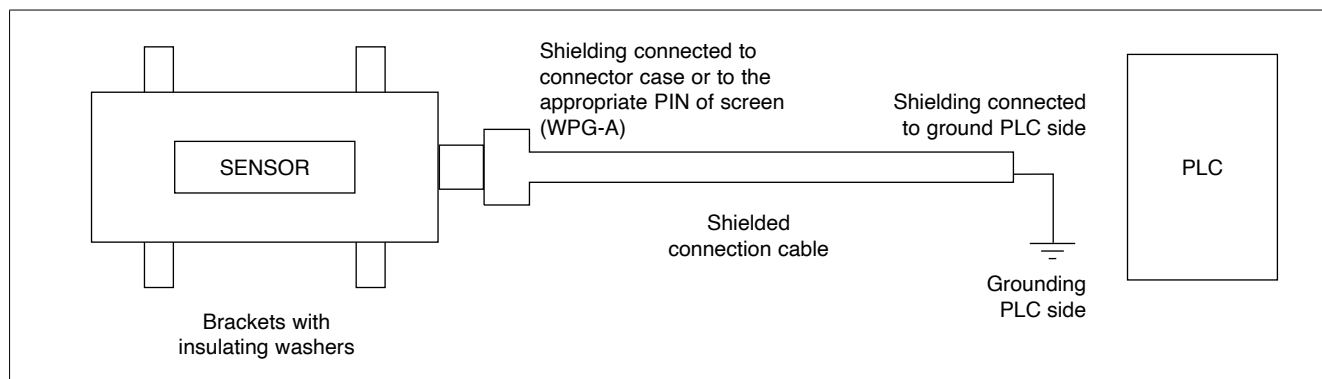 Shielding connected to
connector case or to the
appropriate PIN of screen
(WPG-A)
Shielding connected
to ground PLC side
SENSOR
PLC
Shielded
connection cable
Grounding
PLC side
Brackets with
insulating washers